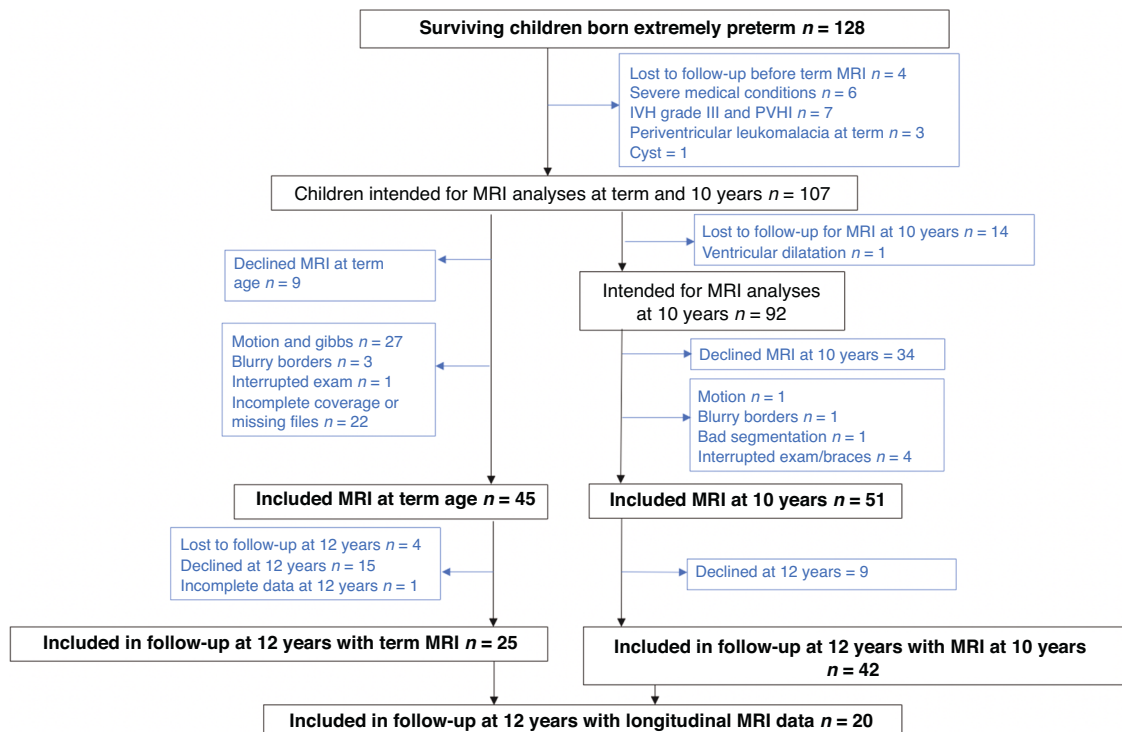 Surviving children born extremely preterm n = 128
Lost to follow-up before term MRI n = 4
Severe medical conditions n = 6
IVH grade III and PVHI n = 7
Periventricular leukomalacia at term n = 3
Cyst = 1
Children intended for MRI analyses at term and 10 years n = 107
Lost to follow-up for MRI at 10 years n = 14
Ventricular dilatation n = 1
Declined MRI at term
age n = 9
Intended for MRI analyses
at 10 years n = 92
Motion and gibbs n = 27
Blurry borders n = 3
Interrupted exam n = 1
Incomplete coverage or
missing files n = 22
Declined MRI at 10 years = 34
Motion n = 1
Blurry borders n = 1
Bad segmentation n = 1
Interrupted exam/braces n = 4
Included MRI at term age n = 45
Included MRI at 10 years n = 51
Lost to follow-up at 12 years n = 4
Declined at 12 years n = 15
Incomplete data at 12 years n = 1
Declined at 12 years = 9
Included in follow-up at 12 years with term MRI n = 25
Included in follow-up at 12 years with MRI at 10 years
n = 42
Included in follow-up at 12 years with longitudinal MRI data n = 20